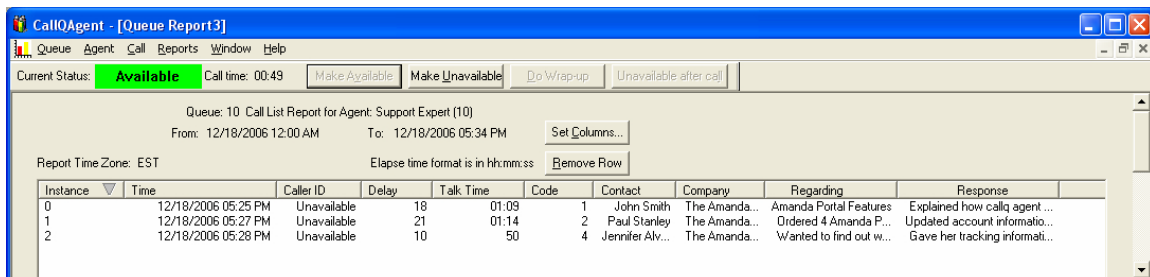 CallQAgent - [Queue Report3]
Queue Agent Call Reports Window Help
Current Status: Available Call time: 00:49 Make Available Make Unavailable Do Wrap-up Unavailable after call
Queue: 10 Call List Report for Agent: Support Expert (10)
From: 12/18/2006 12:00 AM To: 12/18/2006 05:34 PM Set Columns...
Report Time Zone: EST Elapse time format is in hh:mm:ss Remove Row
Instance Time Caller ID Delay Talk Time Code Contact Company Regarding Response
0 12/18/2006 05:25 PM Unavailable 18 01:09 1 John Smith The Amanda... Amanda Portal Features Explained how callq agent ...
1 12/18/2006 05:27 PM Unavailable 21 01:14 2 Paul Stanley The Amanda... Ordered 4 Amanda P... Updated account informatio...
2 12/18/2006 05:28 PM Unavailable 10 50 4 Jennifer Alv... The Amanda... Wanted to find out w... Gave her tracking informati...